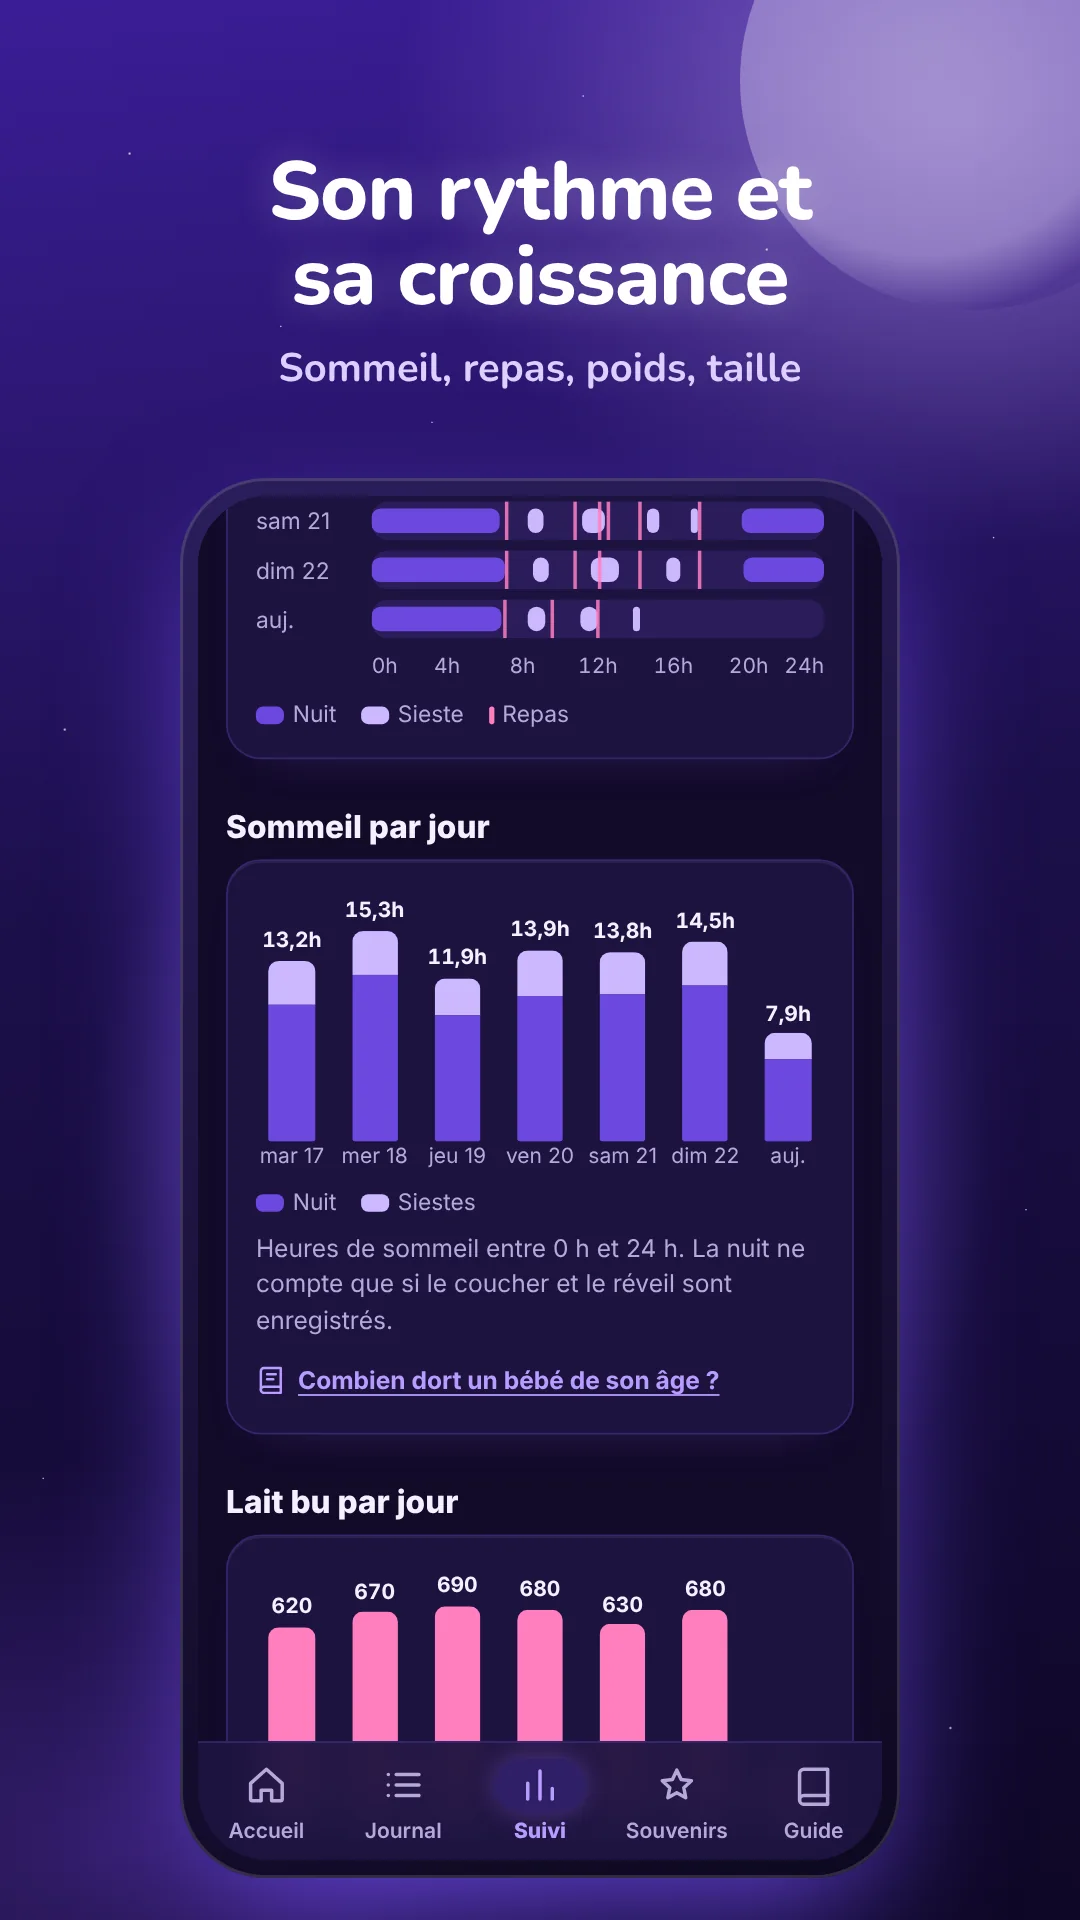 Son rythme et
sa croissance
Sommeil, repas, poids, taille
sam 21
dim 22
auj.
0h 4h 8h 12h 16h 20h 24h
Nuit Sieste Repas
Sommeil par jour
13,2h 15,3h 11,9h 13,9h 13,8h 14,5h 7,9h
mar 17 mer 18 jeu 19 ven 20 sam 21 dim 22 auj.
Nuit Siestes
Heures de sommeil entre 0 h et 24 h. La nuit ne
compte que si le coucher et le réveil sont
enregistrés.
Combien dort un bébé de son âge ?
Lait bu par jour
620 670 690 680 630 680
Accueil Journal Suivi Souvenirs Guide